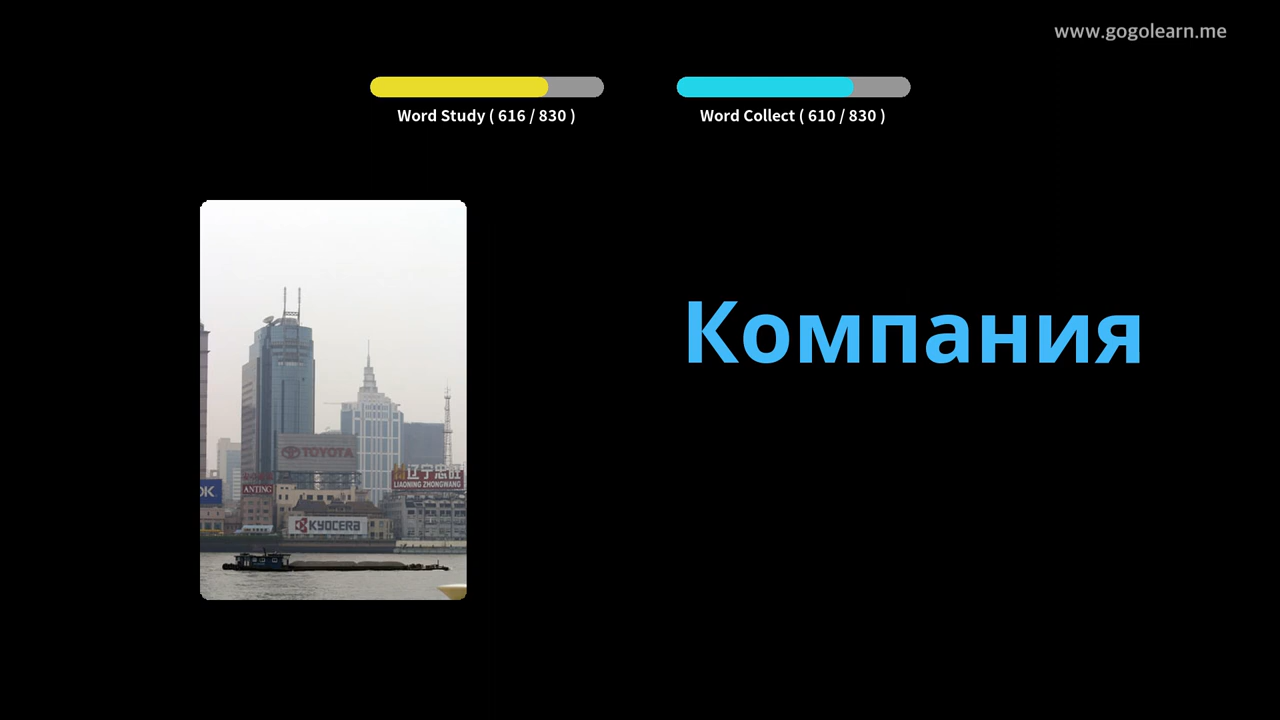 www.gogolearn.me
Word Study ( 616 / 830 )
Word Collect ( 610 / 830 )
Компания
TOYOTA
辽宁忠旺
LIAONING ZHONGWANG
ANTING
OK
KYOCERA